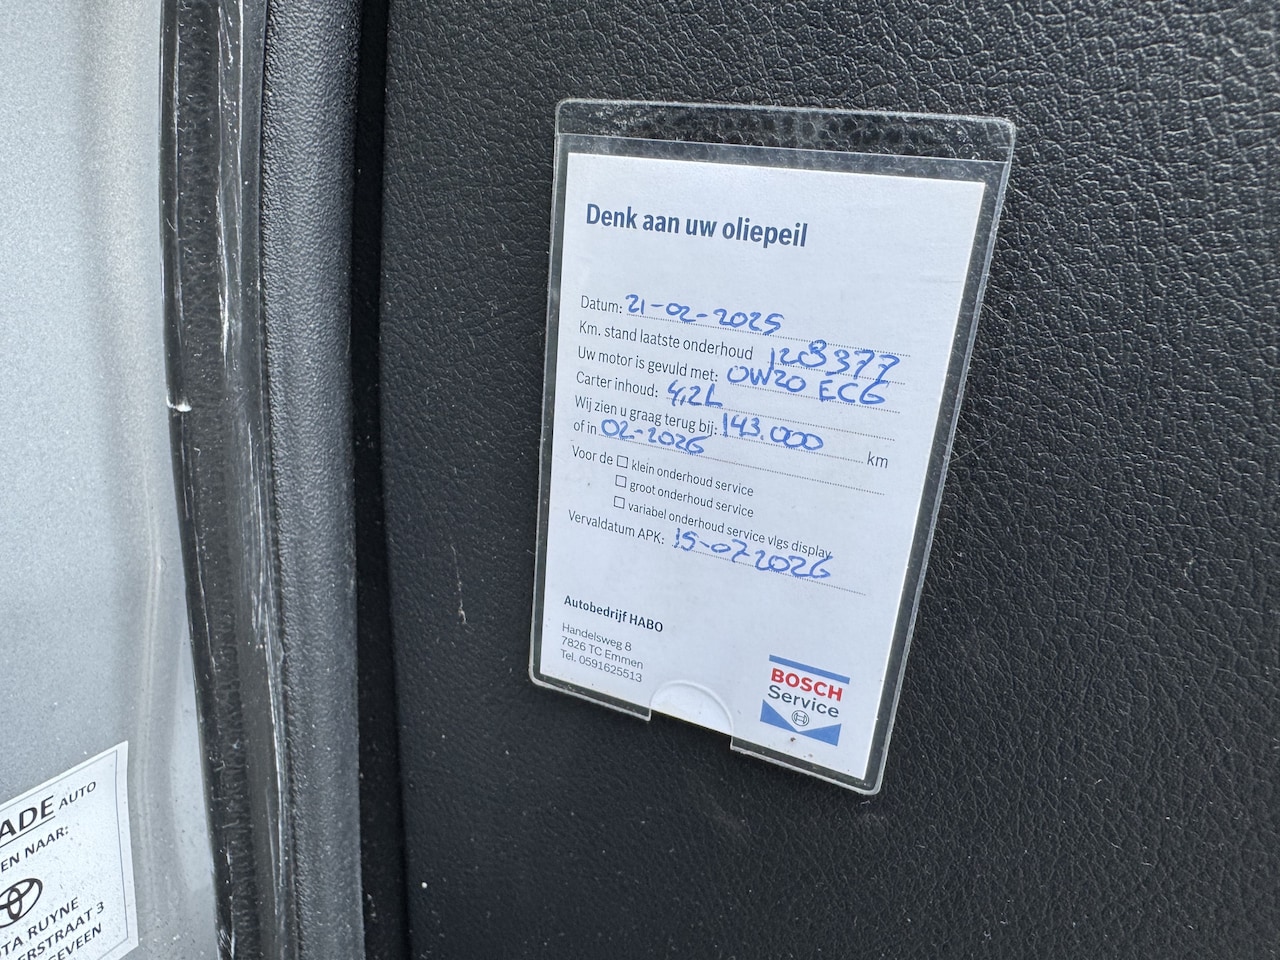 Denk aan uw oliepeil
Datum: 21-02-2025
Km. stand laatste onderhoud 128377
Uw motor is gevuld met: 0W20 EC6
Carter inhoud: 4,2L
Wij zien u graag terug bij: 143.000 km
of in 02-2026
Voor de ☐ klein onderhoud service
☐ groot onderhoud service
☐ variabel onderhoud service vlgs display
Vervaldatum APK: 15-07-2026
Autobedrijf HABO
Handelsweg 8
7826 TC Emmen
Tel. 0591625513
BOSCH
Service
ADE AUTO
EN NAAR:
TA RUYNE
ERSTRAAT 3
GEVEEN